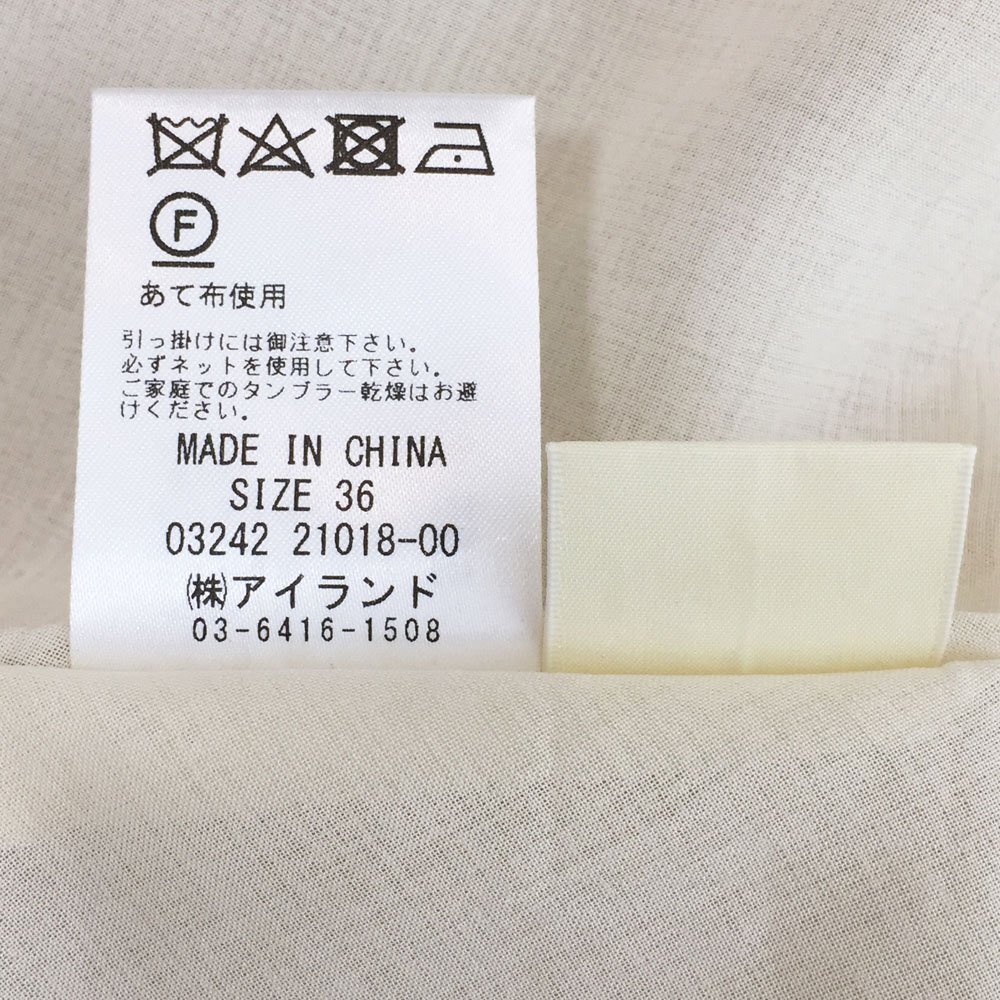 F
あて布使用
引っ掛けには御注意下さい。
必ずネットを使用して下さい。
ご家庭でのタンブラー乾燥はお避
けください。
MADE IN CHINA
SIZE 36
03242 21018-00
㈱アイランド
03-6416-1508